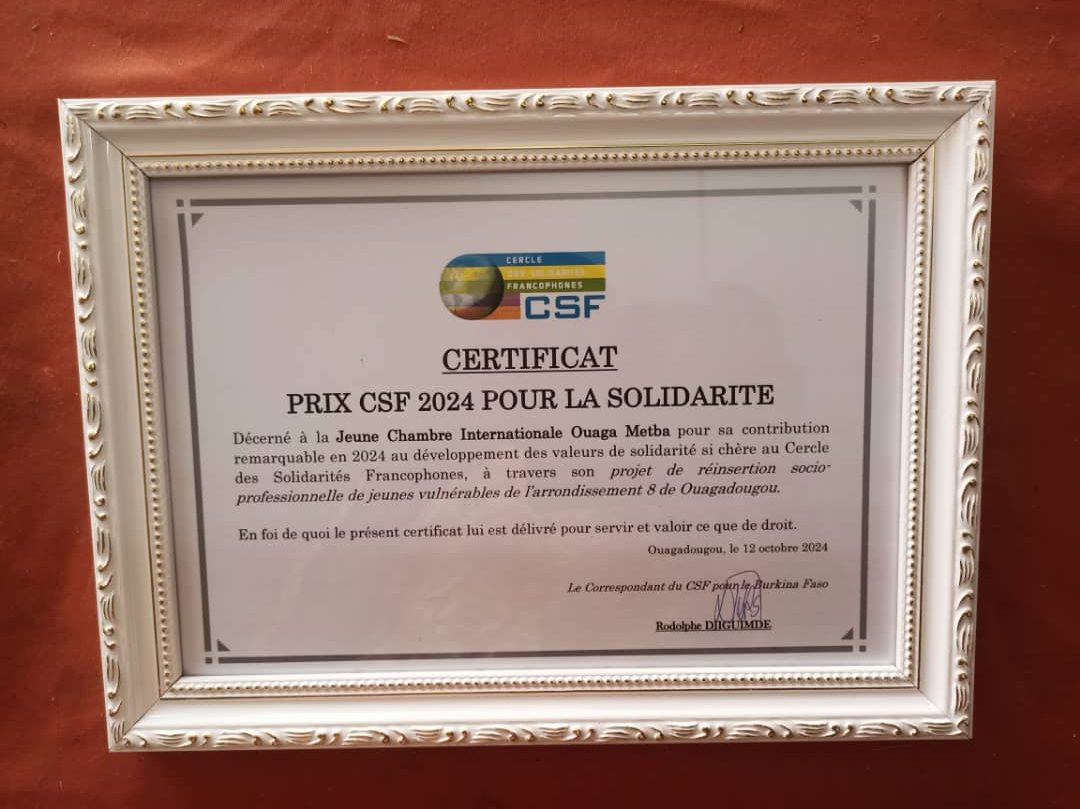 CERCLE
DES SOLIDARITÉS
FRANCOPHONES
CSF
CERTIFICAT
PRIX CSF 2024 POUR LA SOLIDARITE
Décerné à la Jeune Chambre Internationale Ouaga Metba pour sa contribution
remarquable en 2024 au développement des valeurs de solidarité si chère au Cercle
des Solidarités Francophones, à travers son projet de réinsertion socio-
professionnelle de jeunes vulnérables de l'arrondissement 8 de Ouagadougou.
En foi de quoi le présent certificat lui est délivré pour servir et valoir ce que de droit.
Ouagadougou, le 12 octobre 2024
Le Correspondant du CSF pour le Burkina Faso
Rodolphe DJIGUIMDE